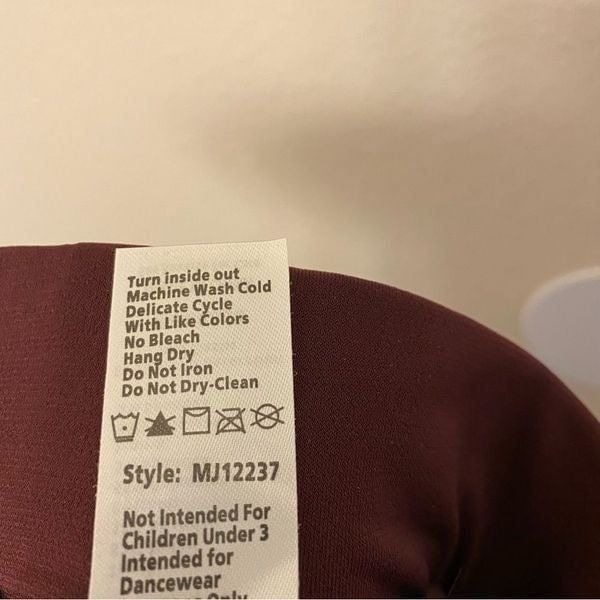 Turn inside out
Machine Wash Cold
Delicate Cycle
With Like Colors
No Bleach
Hang Dry
Do Not Iron
Do Not Dry-Clean
Style: MJ12237
Not Intended For
Children Under 3
Intended for
Dancewear
Only